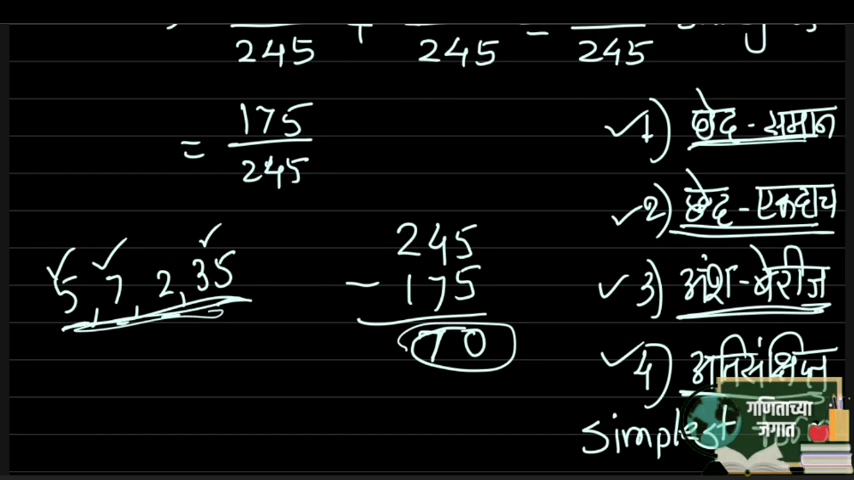 245 + 245 = 245
= 175/245
5, 7, 2, 35
245
- 175
70
1) छेद - समान
2) छेद - एकदाच
3) अंश - बेरीज
4) अतिसंक्षिप्त
simplest
गणिताच्या
जगात